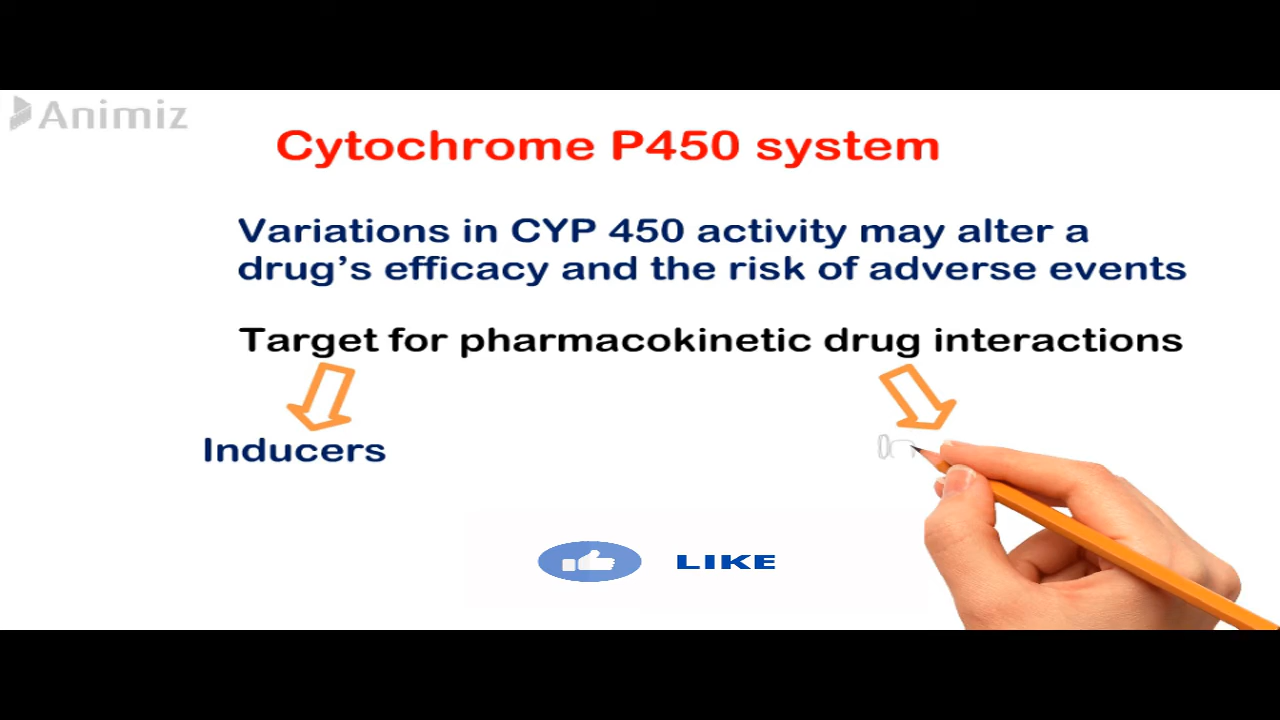 Animiz
Cytochrome P450 system
Variations in CYP 450 activity may alter a
drug's efficacy and the risk of adverse events
Target for pharmacokinetic drug interactions
Inducers
LIKE